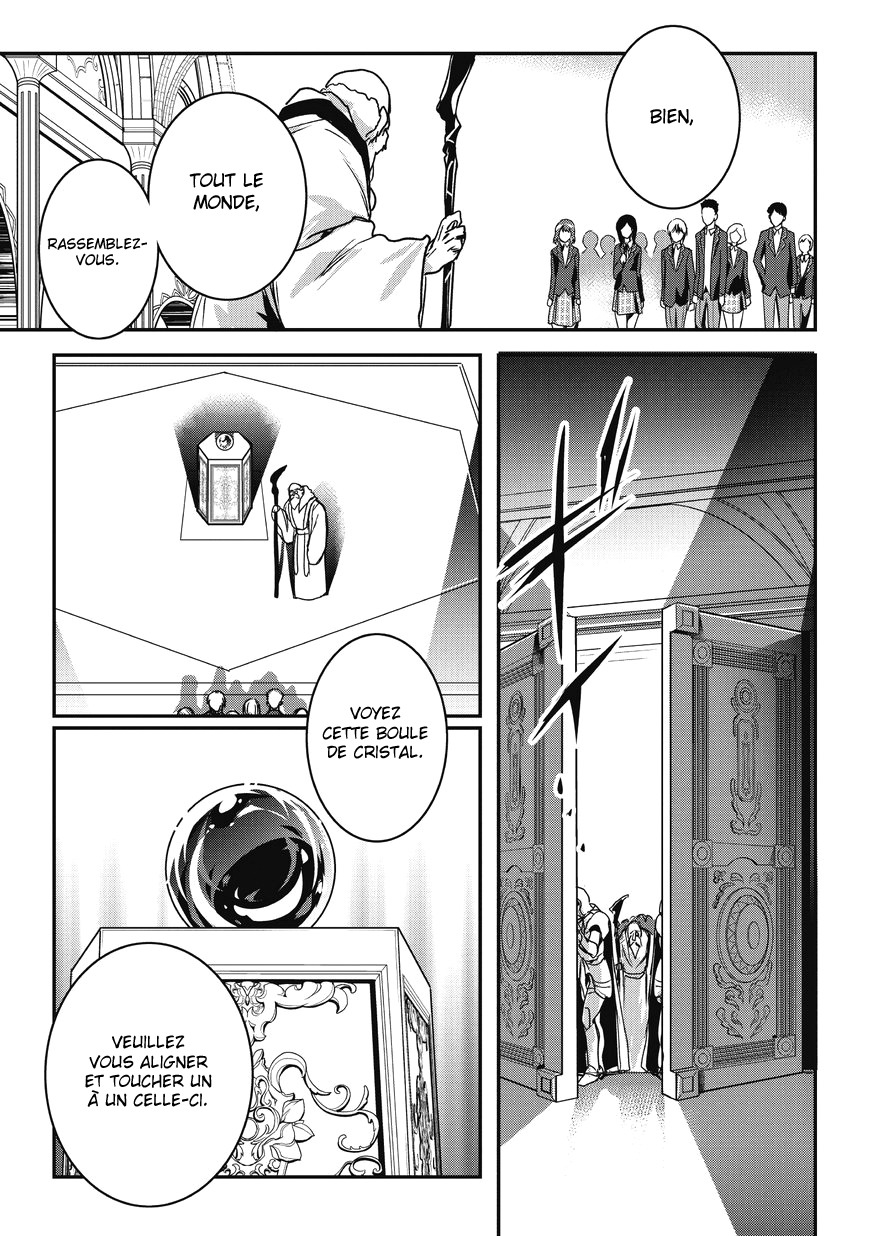 BIEN,
TOUT LE
MONDE,
RASSEMBLEZ-
VOUS.
VOYEZ
CETTE BOULE
DE CRISTAL.
VEUILLEZ
VOUS ALIGNER
ET TOUCHER UN
À UN CELLE-CI.